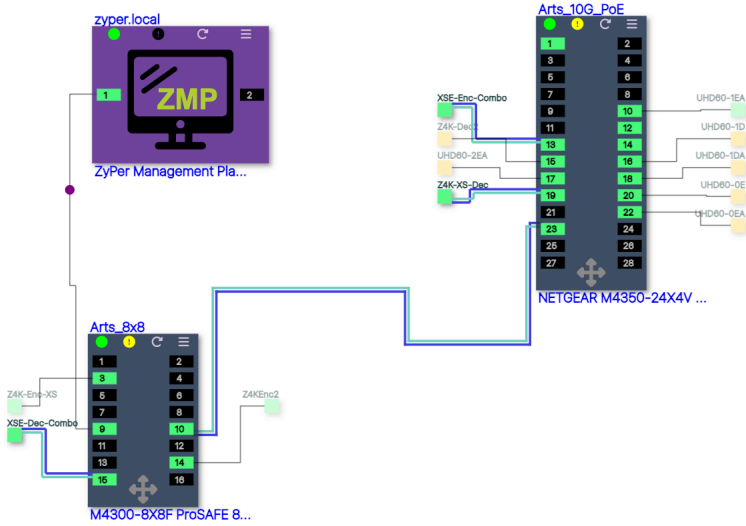 zyper.local
ZMP
1
2
ZyPer Management Pla...
Arts_10G_PoE
1 2
3 4
5 6
7 8
9 10
11 12
13 14
15 16
17 18
19 20
21 22
23 24
25 26
27 28
NETGEAR M4350-24X4V ...
XSE-Enc-Combo
Z4K-Dec2
UHD60-2EA
Z4K-XS-Dec
UHD60-1EA
UHD60-1D
UHD60-1DA
UHD60-0E
UHD60-0EA
Arts_8x8
1 2
3 4
5 6
7 8
9 10
11 12
13 14
15 16
M4300-8X8F ProSAFE 8...
Z4K-Enc-XS
XSE-Dec-Combo
Z4KEnc2